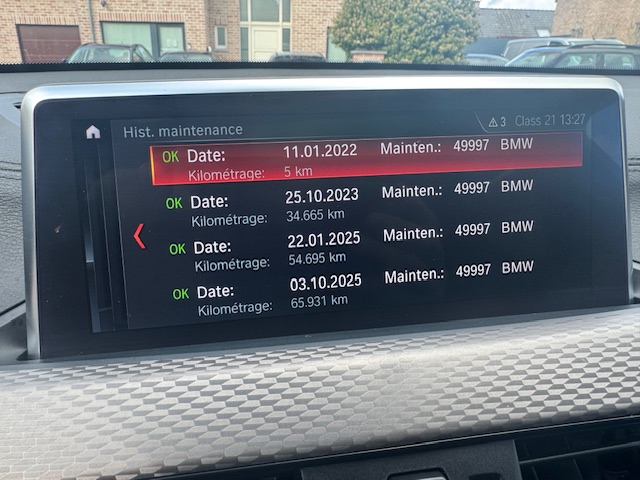 Hist. maintenance ⚠3 Class 21 13:27
OK Date: 11.01.2022 Mainten.: 49997 BMW
Kilométrage: 5 km
OK Date: 25.10.2023 Mainten.: 49997 BMW
Kilométrage: 34.665 km
OK Date: 22.01.2025 Mainten.: 49997 BMW
Kilométrage: 54.695 km
OK Date: 03.10.2025 Mainten.: 49997 BMW
Kilométrage: 65.931 km